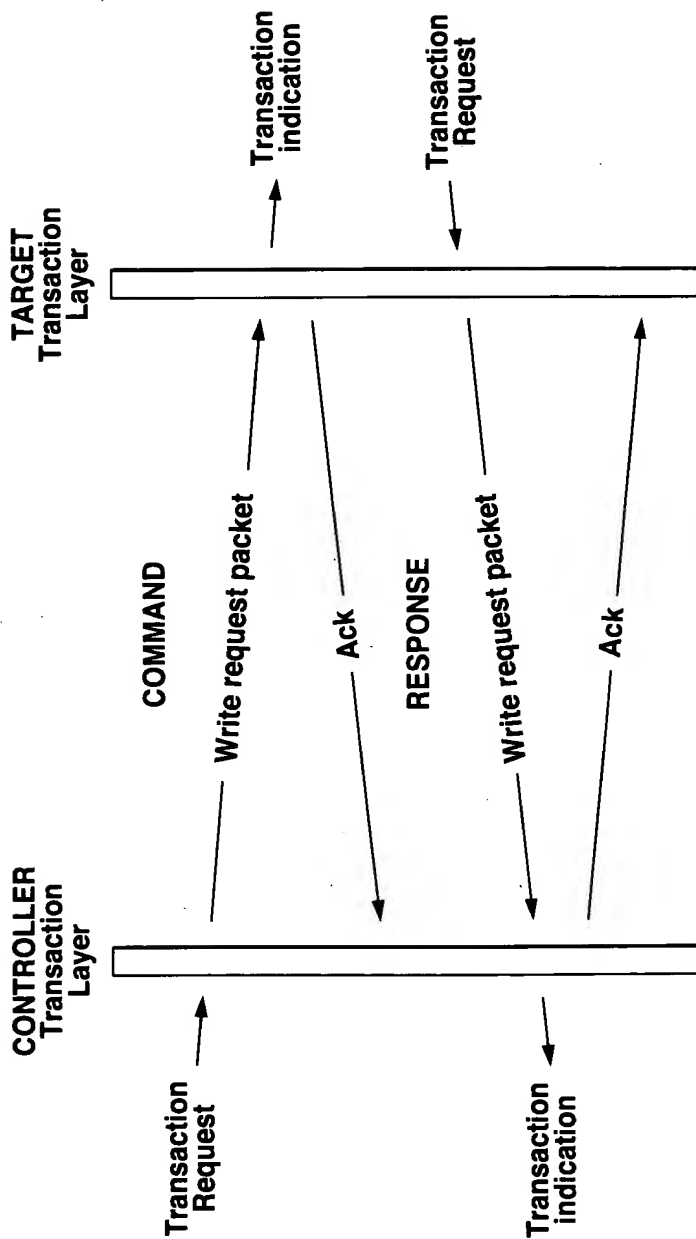 CONTROLLER
Transaction
Layer
TARGET
Transaction
Layer
Transaction
Request
COMMAND
Write request packet
Transaction
indication
Ack
RESPONSE
Transaction
Request
Write request packet
Transaction
indication
Ack